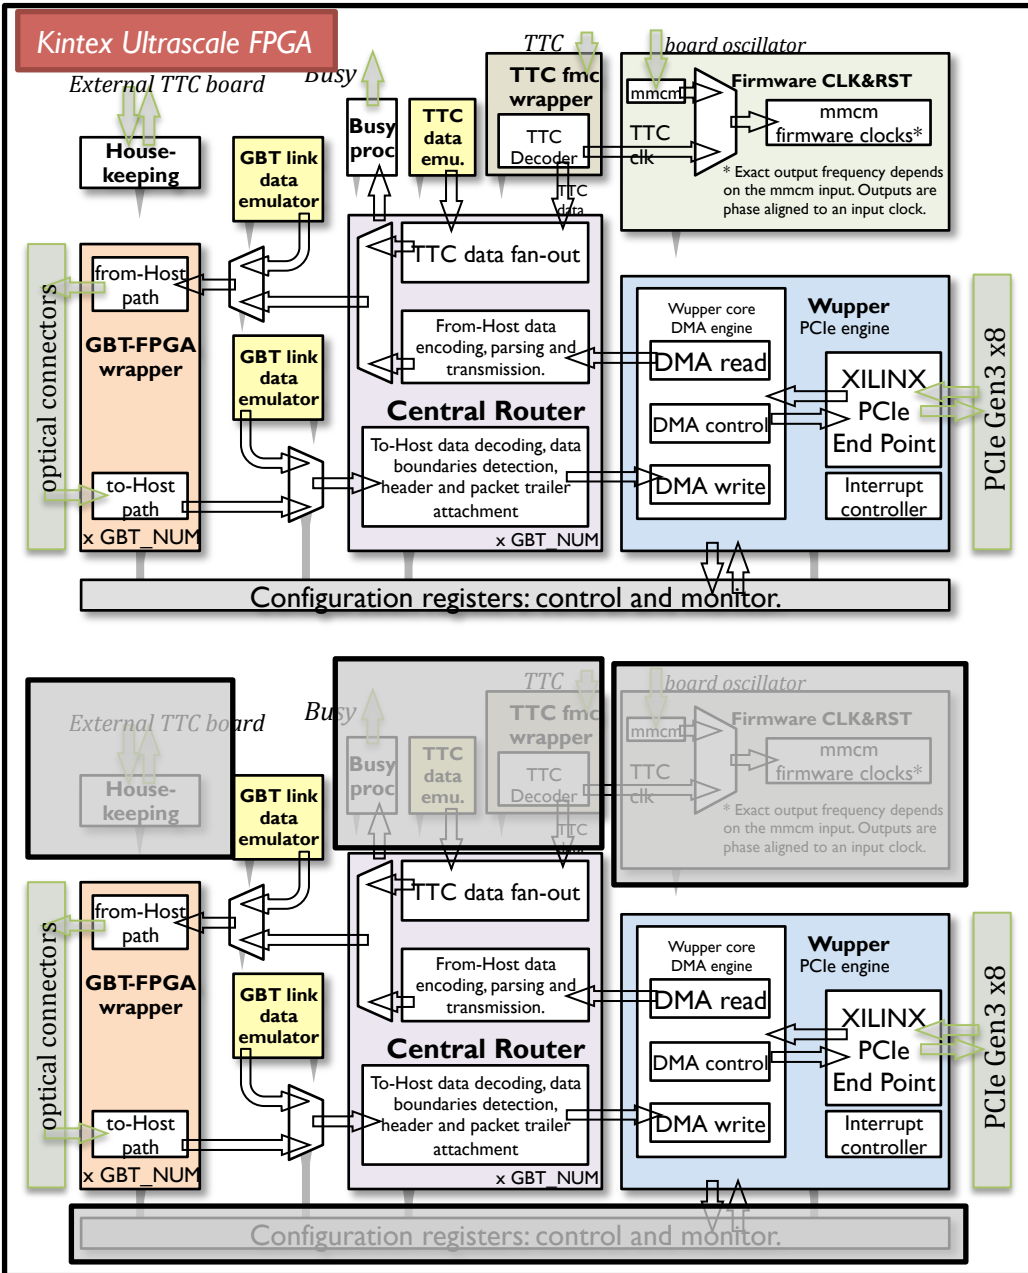 Kintex Ultrascale FPGA
External TTC board
Busy
TTC
board oscillator
House-
keeping
GBT link
data
emulator
Busy
proc
TTC
data
emu.
TTC fmc
wrapper
TTC
Decoder
TTC
clk
TTC
data
mmcm
Firmware CLK&RST
mmcm
firmware clocks*
* Exact output frequency depends
on the mmcm input. Outputs are
phase aligned to an input clock.
optical connectors
from-Host
path
GBT-FPGA
wrapper
to-Host
path
x GBT_NUM
GBT link
data
emulator
TTC data fan-out
From-Host data
encoding, parsing and
transmission.
Central Router
To-Host data decoding, data
boundaries detection,
header and packet trailer
attachment
x GBT_NUM
Wupper core
DMA engine
DMA read
DMA control
DMA write
Wupper
PCIe engine
XILINX
PCIe
End Point
Interrupt
controller
PCIe Gen3 x8
Configuration registers: control and monitor.
External TTC board
Busy
TTC
board oscillator
House-
keeping
GBT link
data
emulator
Busy
proc
TTC
data
emu.
TTC fmc
wrapper
TTC
Decoder
TTC
clk
TTC
mmcm
Firmware CLK&RST
mmcm
firmware clocks*
* Exact output frequency depends
on the mmcm input. Outputs are
phase aligned to an input clock.
optical connectors
from-Host
path
GBT-FPGA
wrapper
to-Host
path
x GBT_NUM
GBT link
data
emulator
TTC data fan-out
From-Host data
encoding, parsing and
transmission.
Central Router
To-Host data decoding, data
boundaries detection,
header and packet trailer
attachment
x GBT_NUM
Wupper core
DMA engine
DMA read
DMA control
DMA write
Wupper
PCIe engine
XILINX
PCIe
End Point
Interrupt
controller
PCIe Gen3 x8
Configuration registers: control and monitor.